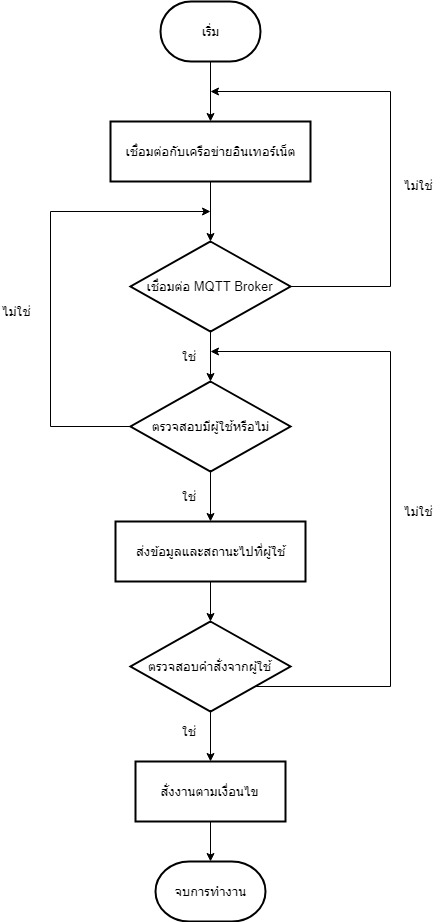 เริ่ม
เชื่อมต่อกับเครือข่ายอินเทอร์เน็ต
ไม่ใช่
เชื่อมต่อ MQTT Broker
ไม่ใช่
ใช่
ตรวจสอบมีผู้ใช้หรือไม่
ใช่
ไม่ใช่
ส่งข้อมูลและสถานะไปที่ผู้ใช้
ตรวจสอบคำสั่งจากผู้ใช้
ใช่
สั่งงานตามเงื่อนไข
จบการทำงาน